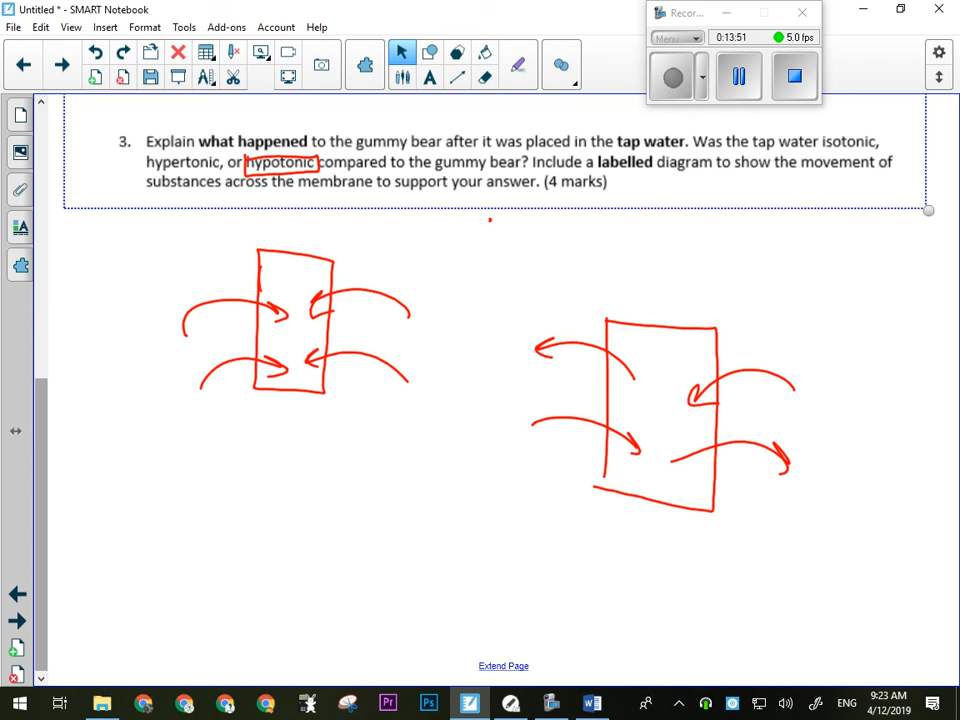 Untitled * - SMART Notebook
Recor...
File Edit View Insert Format Tools Add-ons Account Help
Menu
0:13:51
5.0 fps
3. Explain what happened to the gummy bear after it was placed in the tap water. Was the tap water isotonic,
hypertonic, or hypotonic compared to the gummy bear? Include a labelled diagram to show the movement of
substances across the membrane to support your answer. (4 marks)
Extend Page
ENG
9:23 AM
4/12/2019